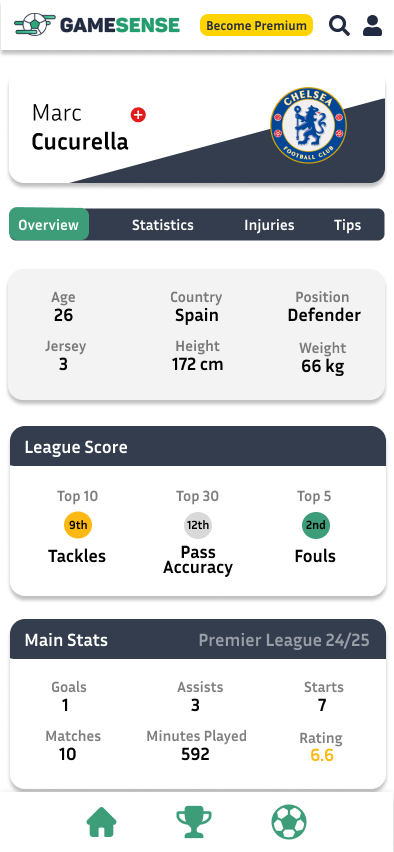 GAMESENSE
Become Premium
Marc
Cucurella
CHELSEA
FOOTBALL CLUB
Overview Statistics Injuries Tips
Age Country Position
26 Spain Defender
Jersey Height Weight
3 172 cm 66 kg
League Score
Top 10 Top 30 Top 5
9th 12th 2nd
Tackles Pass Accuracy Fouls
Main Stats Premier League 24/25
Goals Assists Starts
1 3 7
Matches Minutes Played Rating
10 592 6.6